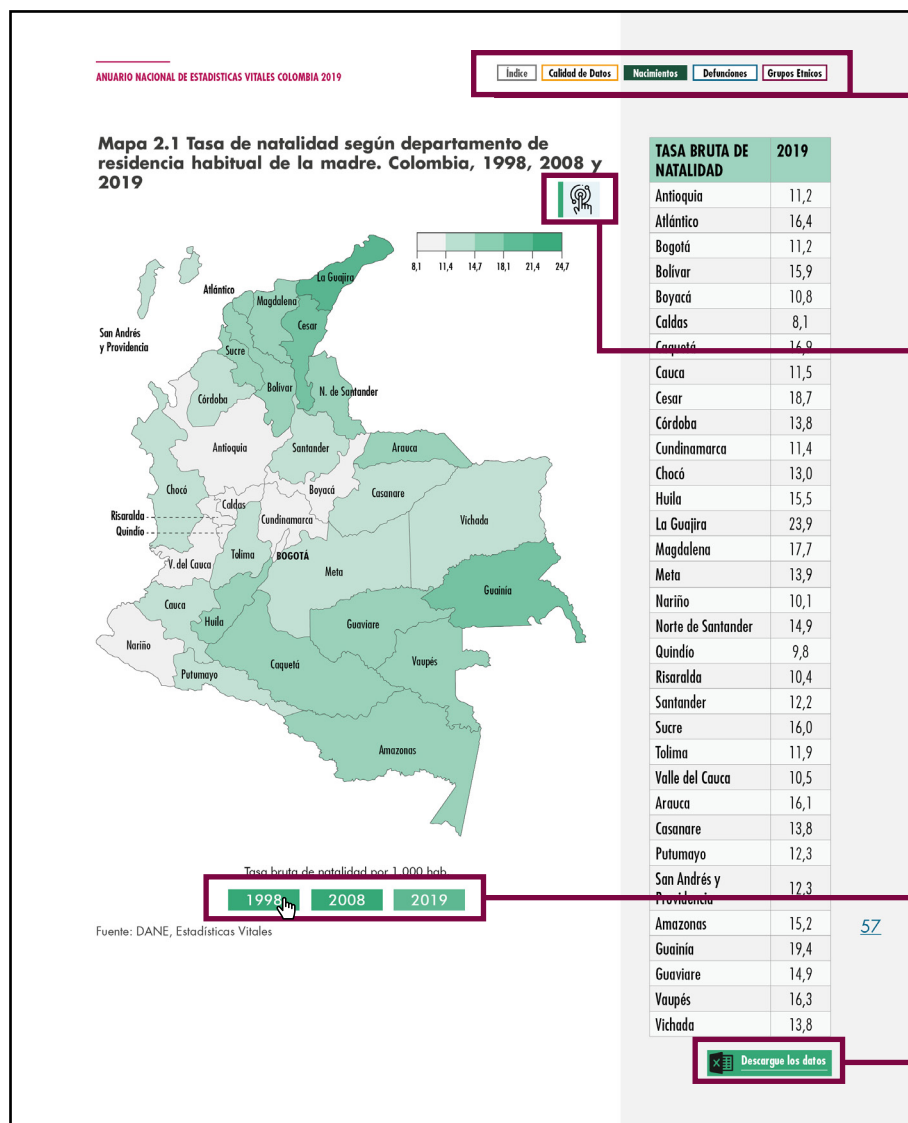 ANUARIO NACIONAL DE ESTADISTICAS VITALES COLOMBIA 2019
Índice
Calidad de Datos
Nacimientos
Defunciones
Grupos Etnicos
Mapa 2.1 Tasa de natalidad según departamento de
residencia habitual de la madre. Colombia, 1998, 2008 y
2019
8,1 11,4 14,7 18,1 21,4 24,7
La Guajira
Atlántico
Magdalena
Cesar
San Andrés
y Providencia
Sucre
Bolívar
N. de Santander
Córdoba
Antioquia
Santander
Arauca
Chocó
Boyacá
Casanare
Caldas
Risaralda
Cundinamarca
Vichada
Quindío
V. del Cauca
Tolima
BOGOTÁ
Meta
Guainía
Cauca
Huila
Guaviare
Nariño
Caquetá
Vaupés
Putumayo
Amazonas
Tasa bruta de natalidad por 1.000 hab.
1998
2008
2019
Fuente: DANE, Estadísticas Vitales
TASA BRUTA DE 2019
NATALIDAD
Antioquia 11,2
Atlántico 16,4
Bogotá 11,2
Bolívar 15,9
Boyacá 10,8
Caldas 8,1
Caquetá 16,9
Cauca 11,5
Cesar 18,7
Córdoba 13,8
Cundinamarca 11,4
Chocó 13,0
Huila 15,5
La Guajira 23,9
Magdalena 17,7
Meta 13,9
Nariño 10,1
Norte de Santander 14,9
Quindío 9,8
Risaralda 10,4
Santander 12,2
Sucre 16,0
Tolima 11,9
Valle del Cauca 10,5
Arauca 16,1
Casanare 13,8
Putumayo 12,3
San Andrés y
Providencia 12,3
Amazonas 15,2
Guainía 19,4
Guaviare 14,9
Vaupés 16,3
Vichada 13,8
57
Descargue los datos